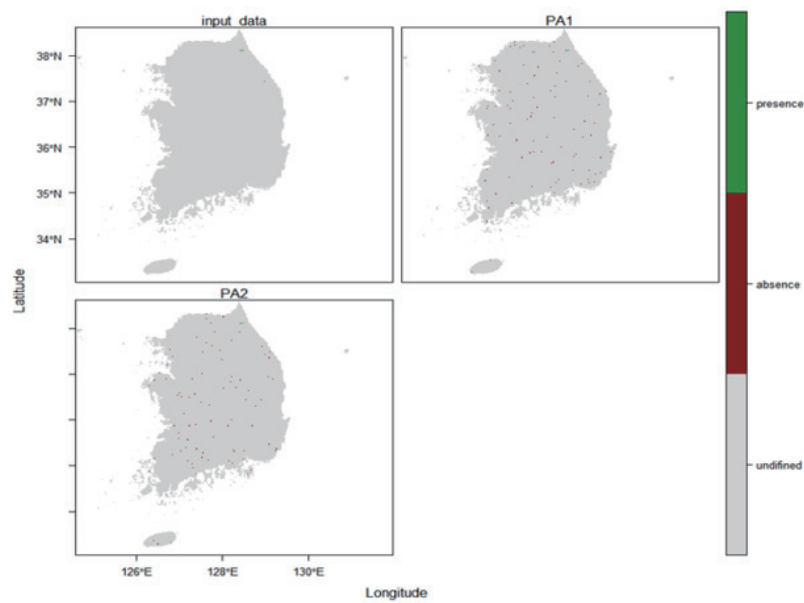 input_data
PA1
38°N
37°N
36°N
35°N
34°N
presence
absence
undifined
PA2
126°E
128°E
130°E
Latitude
Longitude